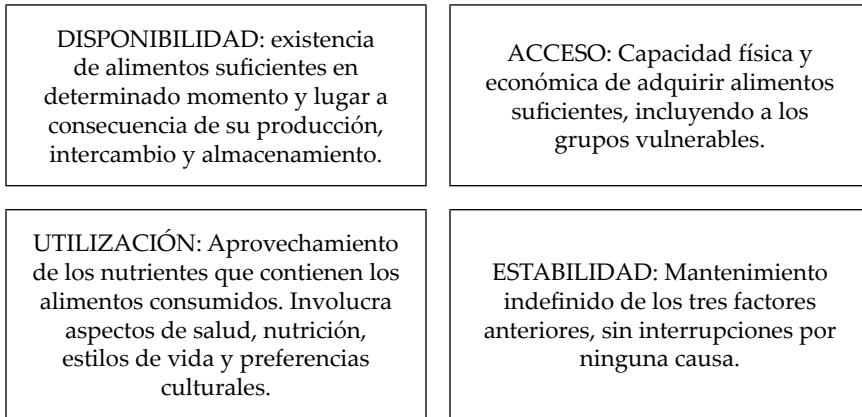 DISPONIBILIDAD: existencia
de alimentos suficientes en
determinado momento y lugar a
consecuencia de su producción,
intercambio y almacenamiento.
ACCESO: Capacidad física y
económica de adquirir alimentos
suficientes, incluyendo a los
grupos vulnerables.
UTILIZACIÓN: Aprovechamiento
de los nutrientes que contienen los
alimentos consumidos. Involucra
aspectos de salud, nutrición,
estilos de vida y preferencias
culturales.
ESTABILIDAD: Mantenimiento
indefinido de los tres factores
anteriores, sin interrupciones por
ninguna causa.